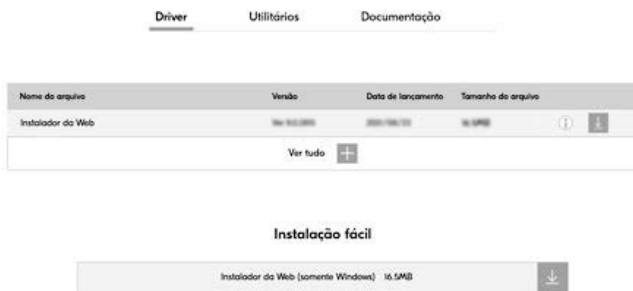 Driver Utilitários Documentação
Nome do arquivo Versão Data de lançamento Tamanho do arquivo
Instalador da Web
Ver tudo
Instalação fácil
Instalador da Web (somente Windows) 16.5MB